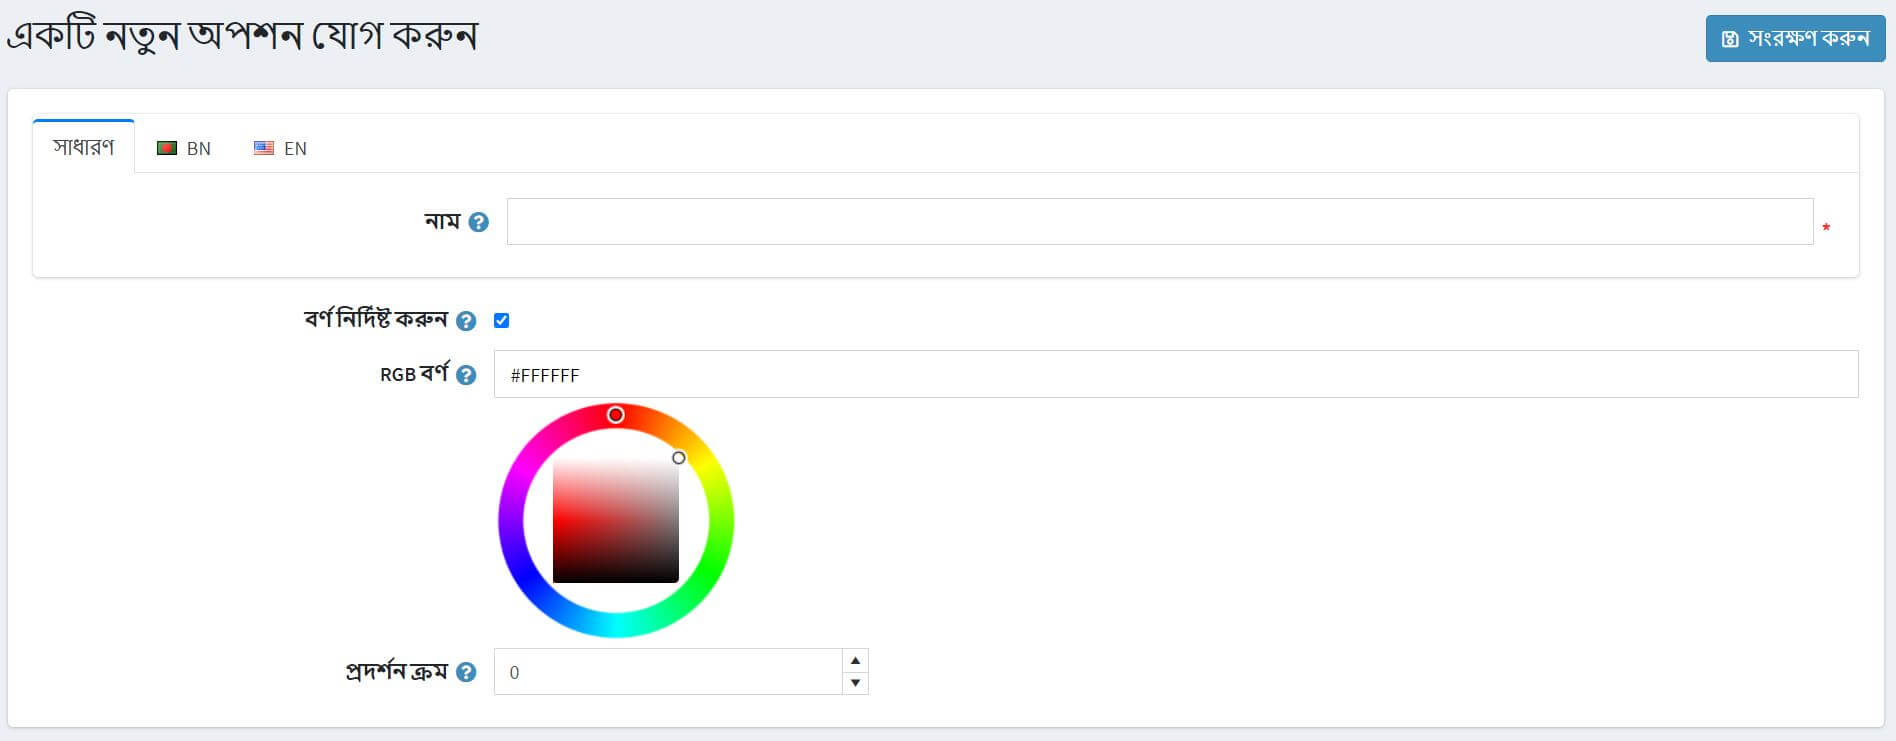 একটি নতুন অপশন যোগ করুন
সংরক্ষণ করুন
সাধারণ BN EN
নাম *
বর্ণ নির্দিষ্ট করুন
RGB বর্ণ #FFFFFF
প্রদর্শন ক্রম 0